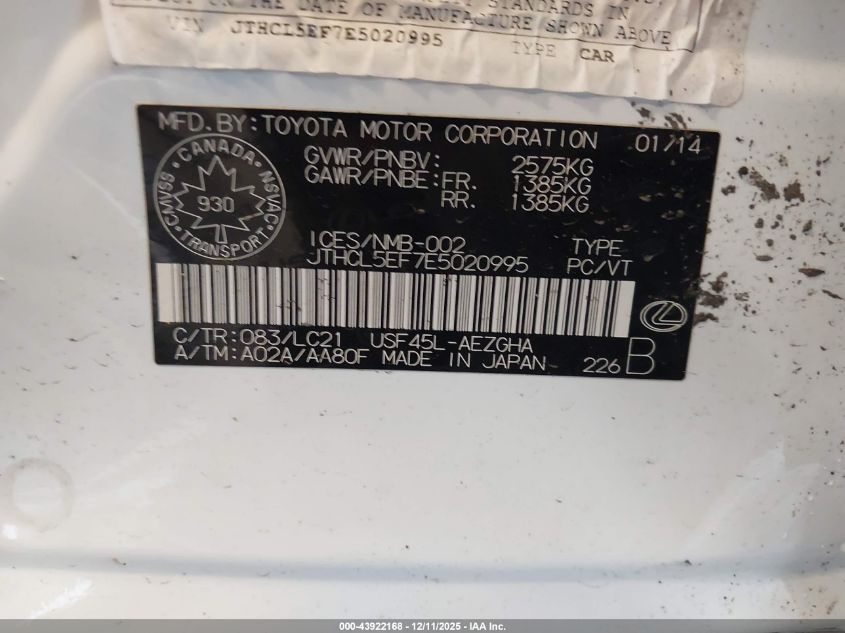 STANDARDS IN
ON THE DATE OF MANUFACTURE SHOWN ABOVE
VIN JTHCL5EF7E5020995 TYPE CAR
MFD.BY:TOYOTA MOTOR CORPORATION 01/14
GVWR/PNBV: 2575KG
GAWR/PNBE:FR. 1385KG
RR. 1385KG
CANADA
CMVSS NSVAC
930
TRANSPORT
ICES/NMB-002 TYPE
JTHCL5EF7E5020995 PC/VT
C/TR:083/LC21 USF45L-AEZGHA
A/TM:A02A/AA80F MADE IN JAPAN 226B
000-43922168 - 12/11/2025 - IAA Inc.